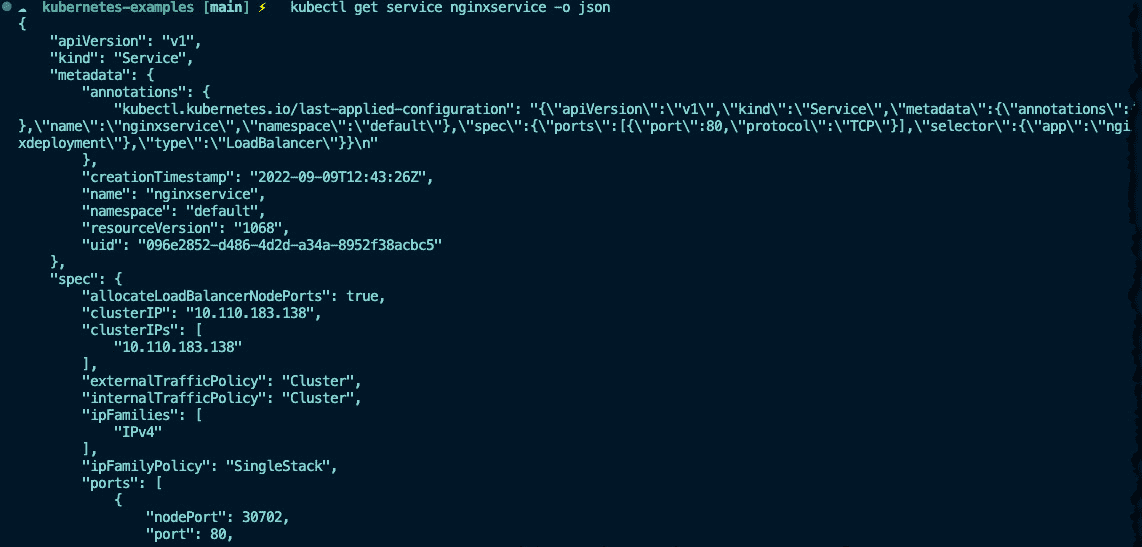 kubernetes-examples [main] ⚡ kubectl get service nginxservice -o json
{
    "apiVersion": "v1",
    "kind": "Service",
    "metadata": {
        "annotations": {
            "kubectl.kubernetes.io/last-applied-configuration": "{\"apiVersion\":\"v1\",\"kind\":\"Service\",\"metadata\":{\"annotations\":
},\"name\":\"nginxservice\",\"namespace\":\"default\"},\"spec\":{\"ports\":[{\"port\":80,\"protocol\":\"TCP\"}],\"selector\":{\"app\":\"ngi
xdeployment\"},\"type\":\"LoadBalancer\"}}\n"
        },
        "creationTimestamp": "2022-09-09T12:43:26Z",
        "name": "nginxservice",
        "namespace": "default",
        "resourceVersion": "1068",
        "uid": "096e2852-d486-4d2d-a34a-8952f38acbc5"
    },
    "spec": {
        "allocateLoadBalancerNodePorts": true,
        "clusterIP": "10.110.183.138",
        "clusterIPs": [
            "10.110.183.138"
        ],
        "externalTrafficPolicy": "Cluster",
        "internalTrafficPolicy": "Cluster",
        "ipFamilies": [
            "IPv4"
        ],
        "ipFamilyPolicy": "SingleStack",
        "ports": [
            {
                "nodePort": 30702,
                "port": 80,